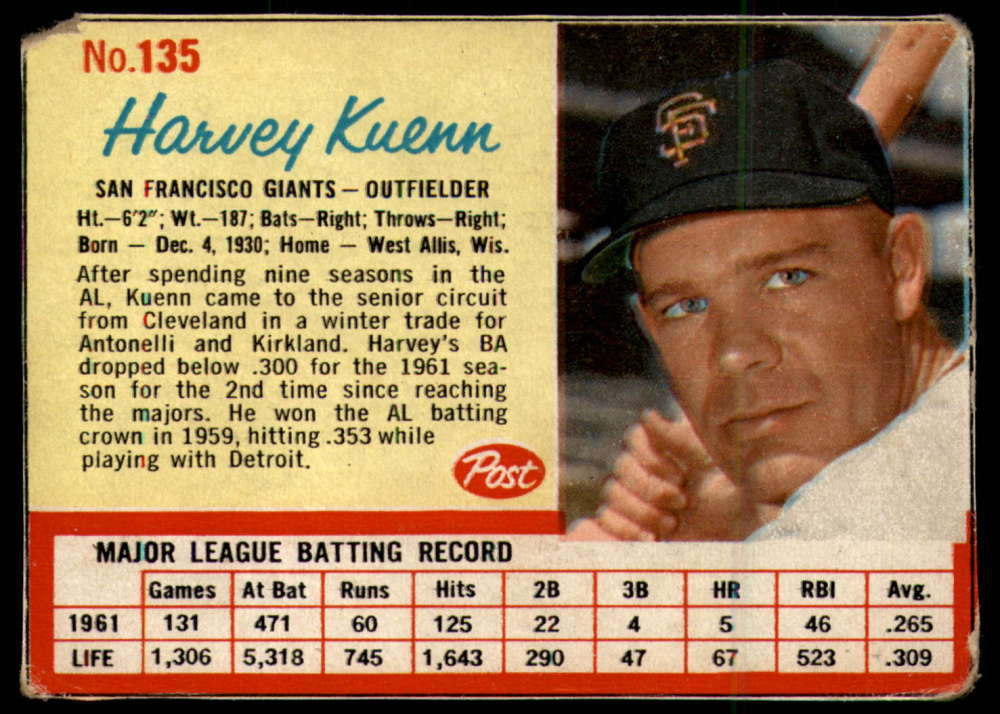 No. 135
Harvey Kuenn
SAN FRANCISCO GIANTS – OUTFIELDER
Ht.—6'2"; Wt.—187; Bats—Right; Throws—Right;
Born — Dec. 4, 1930; Home — West Allis, Wis.
After spending nine seasons in the
AL, Kuenn came to the senior circuit
from Cleveland in a winter trade for
Antonelli and Kirkland. Harvey's BA
dropped below .300 for the 1961 sea-
son for the 2nd time since reaching
the majors. He won the AL batting
crown in 1959, hitting .353 while
playing with Detroit.
Post
SF
MAJOR LEAGUE BATTING RECORD
Games At Bat Runs Hits 2B 3B HR RBI Avg.
1961 131 471 60 125 22 4 5 46 .265
LIFE 1,306 5,318 745 1,643 290 47 67 523 .309